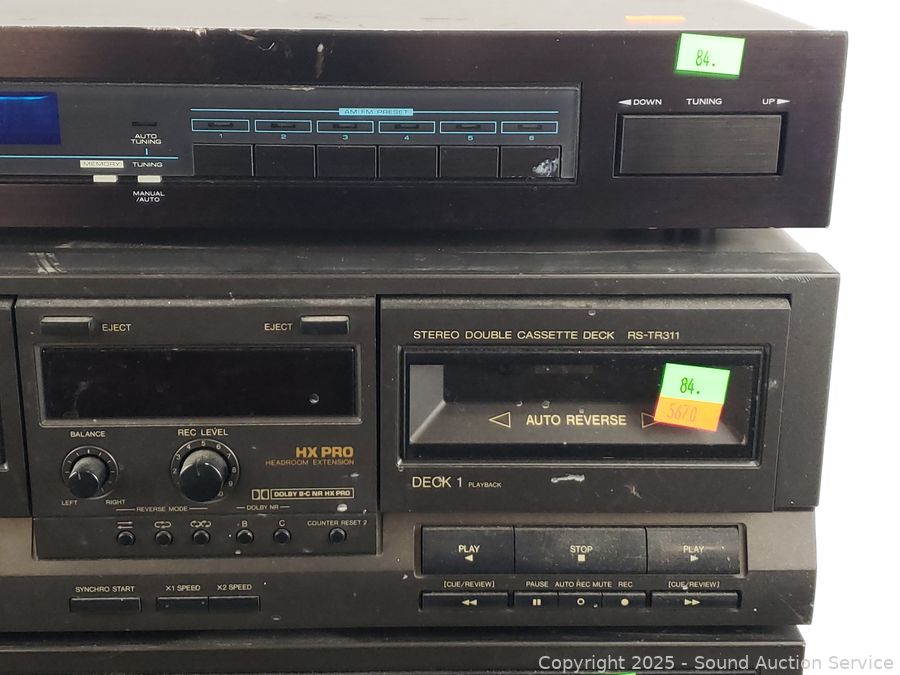 84.
AM FM PRESET
1 2 3 4 5 6
AUTO
TUNING
MEMORY TUNING
MANUAL
/AUTO
DOWN TUNING UP
EJECT EJECT
STEREO DOUBLE CASSETTE DECK RS-TR311
84.
5670
AUTO REVERSE
BALANCE
LEFT RIGHT
REC LEVEL
HX PRO
HEADROOM EXTENSION
DOLBY B-C NR HX PRO
REVERSE MODE DOLBY NR
B C COUNTER RESET 2
DECK 1 PLAYBACK
PLAY STOP PLAY
[CUE/REVIEW] PAUSE AUTO REC MUTE REC [CUE/REVIEW]
SYNCHRO START X1 SPEED X2 SPEED
Copyright © 2025 - Sound Auction Service